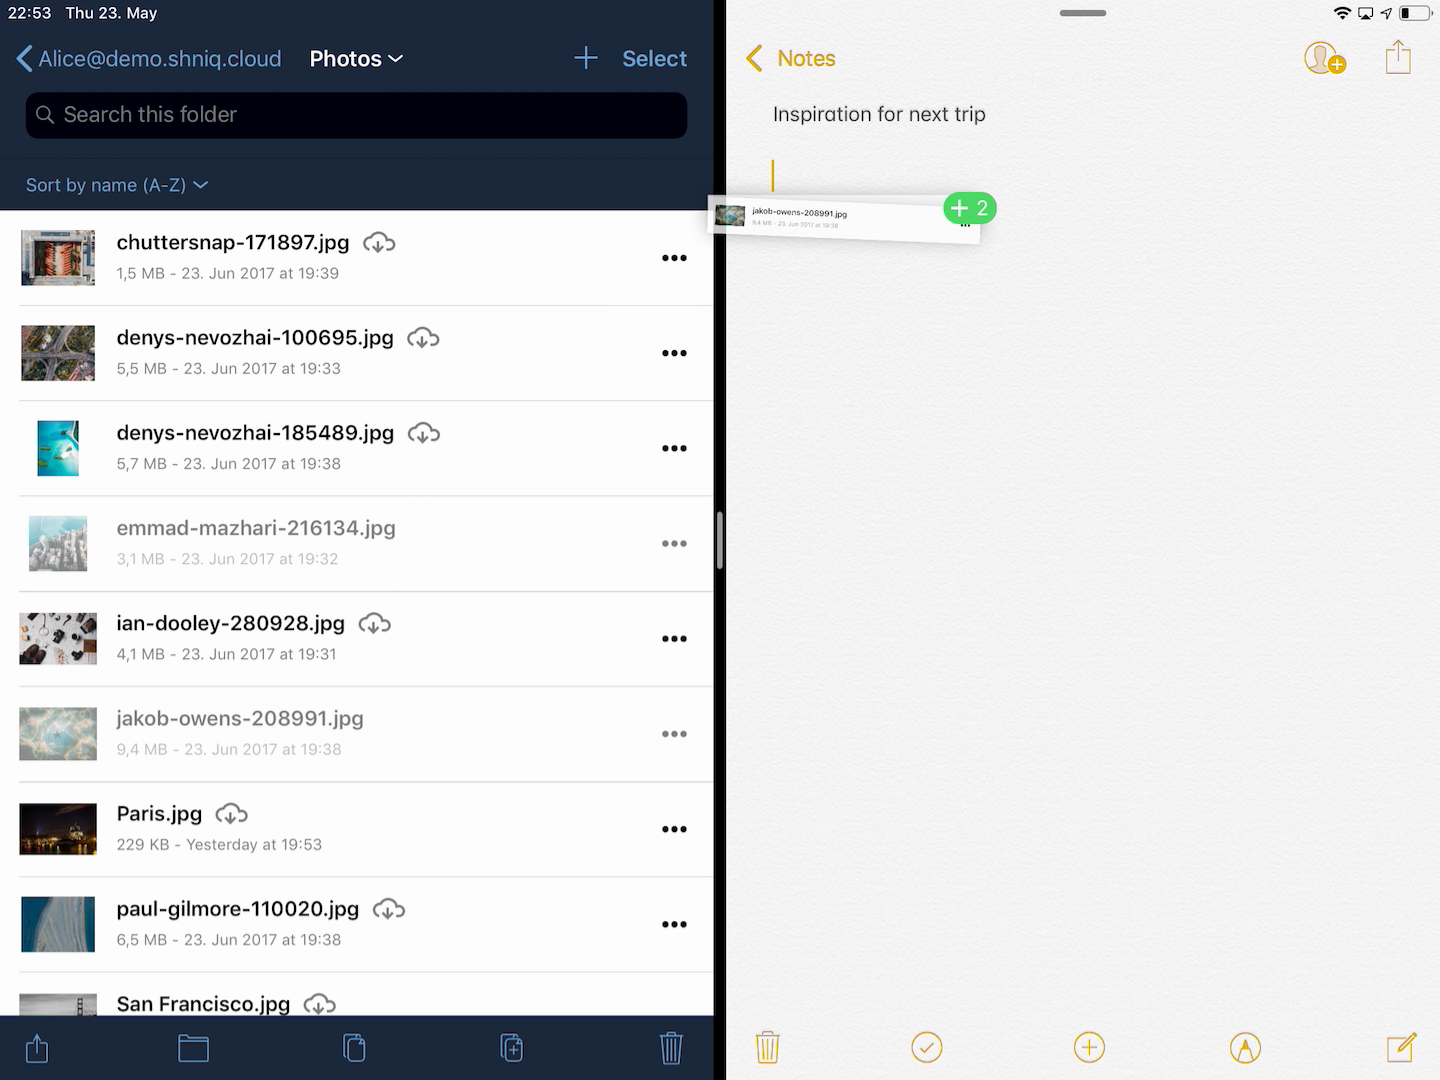 22:53 Thu 23. May
Alice@demo.shniq.cloud Photos Select
Search this folder
Sort by name (A-Z)
chuttersnap-171897.jpg
1,5 MB - 23. Jun 2017 at 19:39
denys-nevozhai-100695.jpg
5,5 MB - 23. Jun 2017 at 19:33
denys-nevozhai-185489.jpg
5,7 MB - 23. Jun 2017 at 19:38
emmad-mazhari-216134.jpg
3,1 MB - 23. Jun 2017 at 19:32
ian-dooley-280928.jpg
4,1 MB - 23. Jun 2017 at 19:31
jakob-owens-208991.jpg
9,4 MB - 23. Jun 2017 at 19:38
Paris.jpg
229 KB - Yesterday at 19:53
paul-gilmore-110020.jpg
6,5 MB - 23. Jun 2017 at 19:38
San Francisco.jpg
Notes
Inspiration for next trip
jakob-owens-208991.jpg
9,4 MB - 23. Jun 2017 at 19:38
2